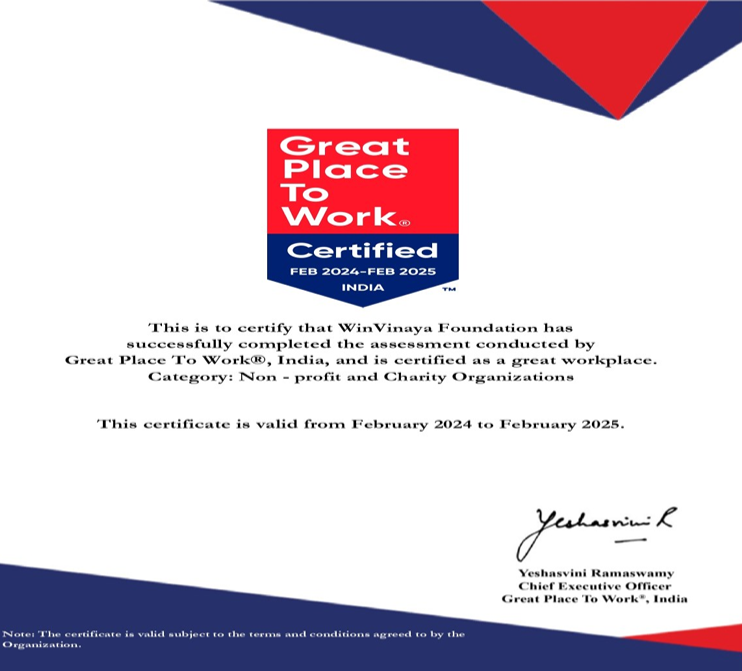 Great
Place
To
Work®
Certified
FEB 2024-FEB 2025
INDIA
™
This is to certify that WinVinaya Foundation has
successfully completed the assessment conducted by
Great Place To Work®, India, and is certified as a great workplace.
Category: Non - profit and Charity Organizations
This certificate is valid from February 2024 to February 2025.
Yeshasvini R
Yeshasvini Ramaswamy
Chief Executive Officer
Great Place To Work®, India
Note: The certificate is valid subject to the terms and conditions agreed to by the
Organization.